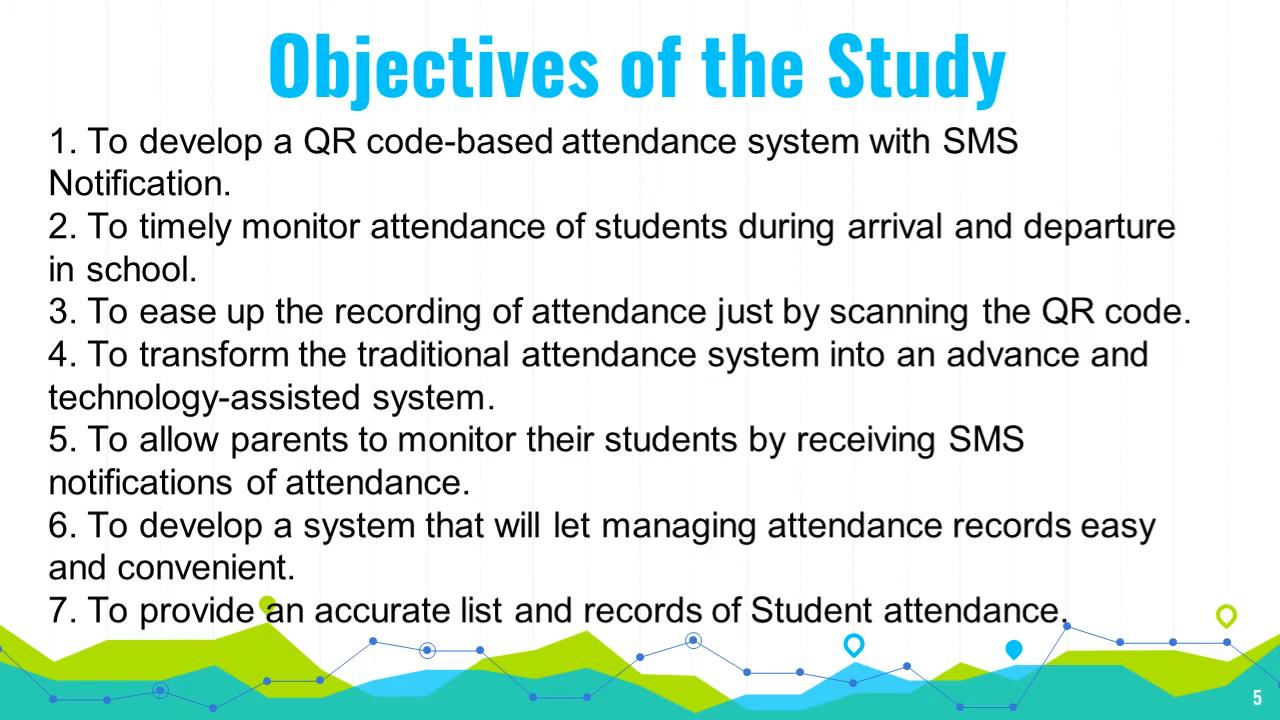 Objectives of the Study
1. To develop a QR code-based attendance system with SMS
Notification.
2. To timely monitor attendance of students during arrival and departure
in school.
3. To ease up the recording of attendance just by scanning the QR code.
4. To transform the traditional attendance system into an advance and
technology-assisted system.
5. To allow parents to monitor their students by receiving SMS
notifications of attendance.
6. To develop a system that will let managing attendance records easy
and convenient.
7. To provide an accurate list and records of Student attendance.
5